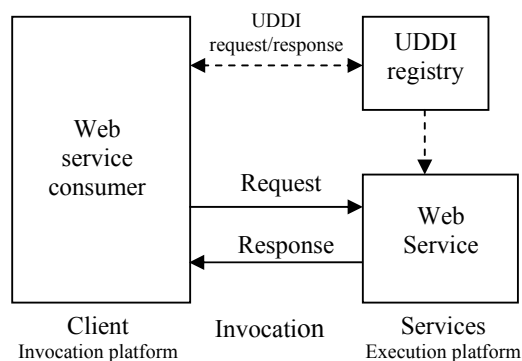 UDDI
request/response
UDDI
registry
Web
service
consumer
Request
Web
Service
Response
Client
Invocation
Services
Invocation platform
Execution platform